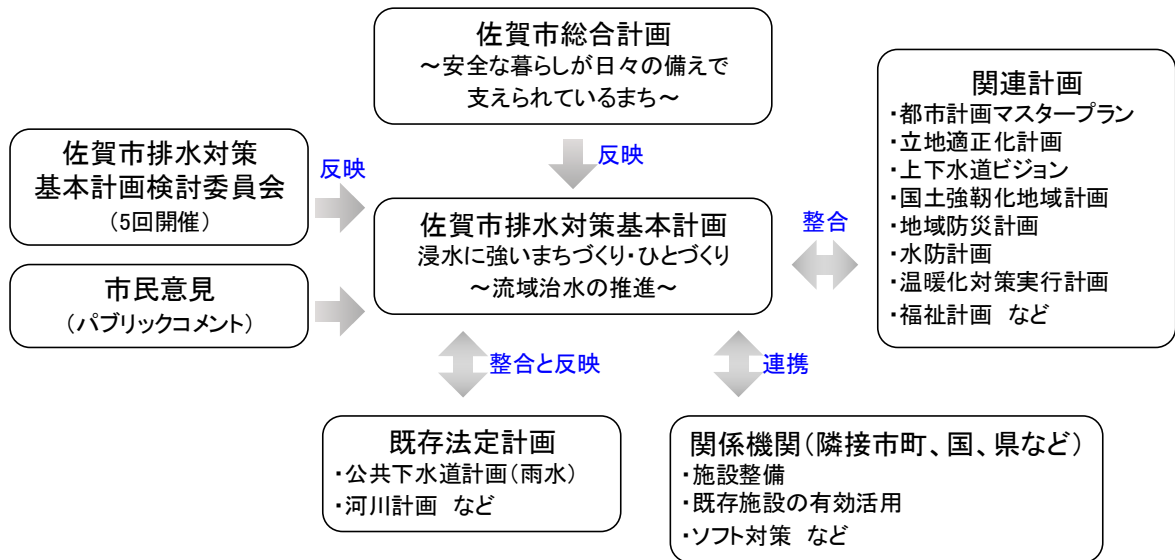 佐賀市総合計画
～安全な暮らしが日々の備えで
支えられているまち～
反映
佐賀市排水対策
基本計画検討委員会
(5回開催)
反映
市民意見
(パブリックコメント)
佐賀市排水対策基本計画
浸水に強いまちづくり・ひとづくり
～流域治水の推進～
整合
関連計画
・都市計画マスタープラン
・立地適正化計画
・上下水道ビジョン
・国土強靭化地域計画
・地域防災計画
・水防計画
・温暖化対策実行計画
・福祉計画 など
整合と反映
連携
既存法定計画
・公共下水道計画(雨水)
・河川計画 など
関係機関(隣接市町、国、県など)
・施設整備
・既存施設の有効活用
・ソフト対策 など